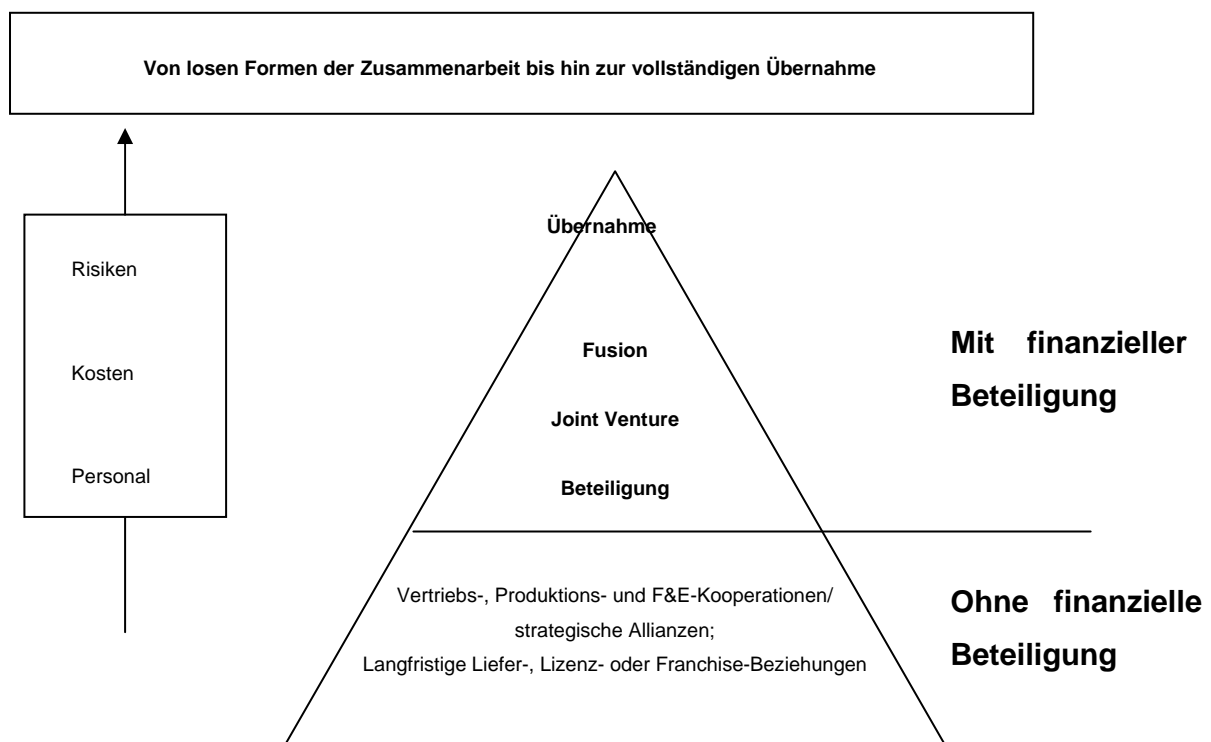 Von losen Formen der Zusammenarbeit bis hin zur vollständigen Übernahme
Risiken
Kosten
Personal
Übernahme
Fusion
Joint Venture
Beteiligung
Mit finanzieller
Beteiligung
Vertriebs-, Produktions- und F&E-Kooperationen/
strategische Allianzen;
Langfristige Liefer-, Lizenz- oder Franchise-Beziehungen
Ohne finanzielle
Beteiligung